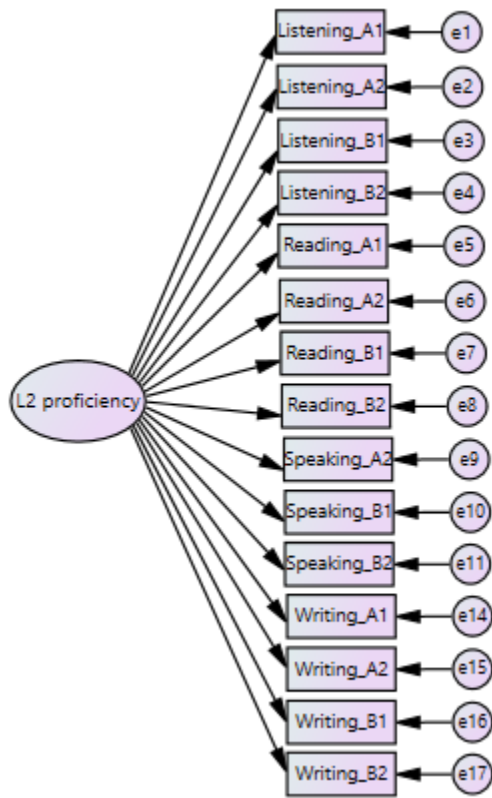 Listening_A1 e1
Listening_A2 e2
Listening_B1 e3
Listening_B2 e4
Reading_A1 e5
Reading_A2 e6
Reading_B1 e7
L2 proficiency
Reading_B2 e8
Speaking_A2 e9
Speaking_B1 e10
Speaking_B2 e11
Writing_A1 e14
Writing_A2 e15
Writing_B1 e16
Writing_B2 e17